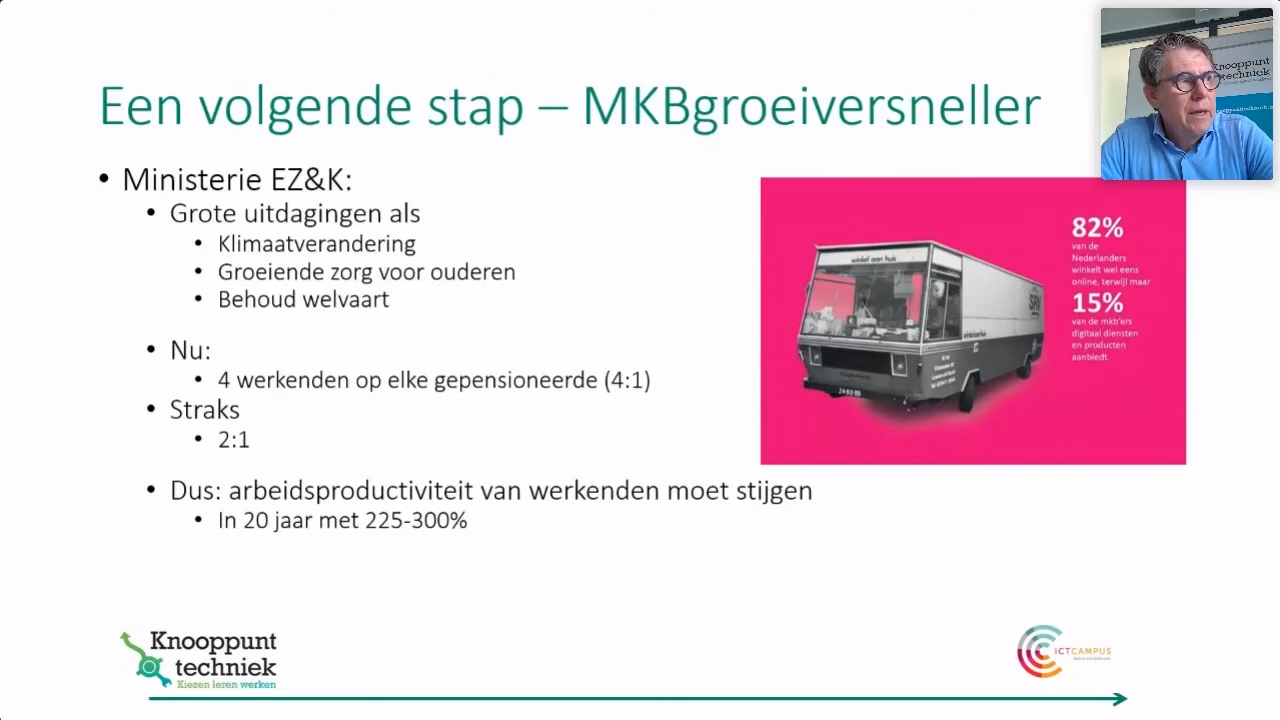 Een volgende stap – MKBgroeiversneller
• Ministerie EZ&K:
• Grote uitdagingen als
• Klimaatverandering
• Groeiende zorg voor ouderen
• Behoud welvaart
• Nu:
• 4 werkenden op elke gepensioneerde (4:1)
• Straks
• 2:1
• Dus: arbeidsproductiviteit van werkenden moet stijgen
• In 20 jaar met 225-300%
82%
van de
Nederlanders
winkelt wel eens
online, terwijl maar
15%
van de mkb'ers
digitaal diensten
en producten
aanbiedt.
winkel aan huis
SRV
Knooppunt
techniek
Knooppunt
techniek
Kiezen leren werken
ICTCAMPUS